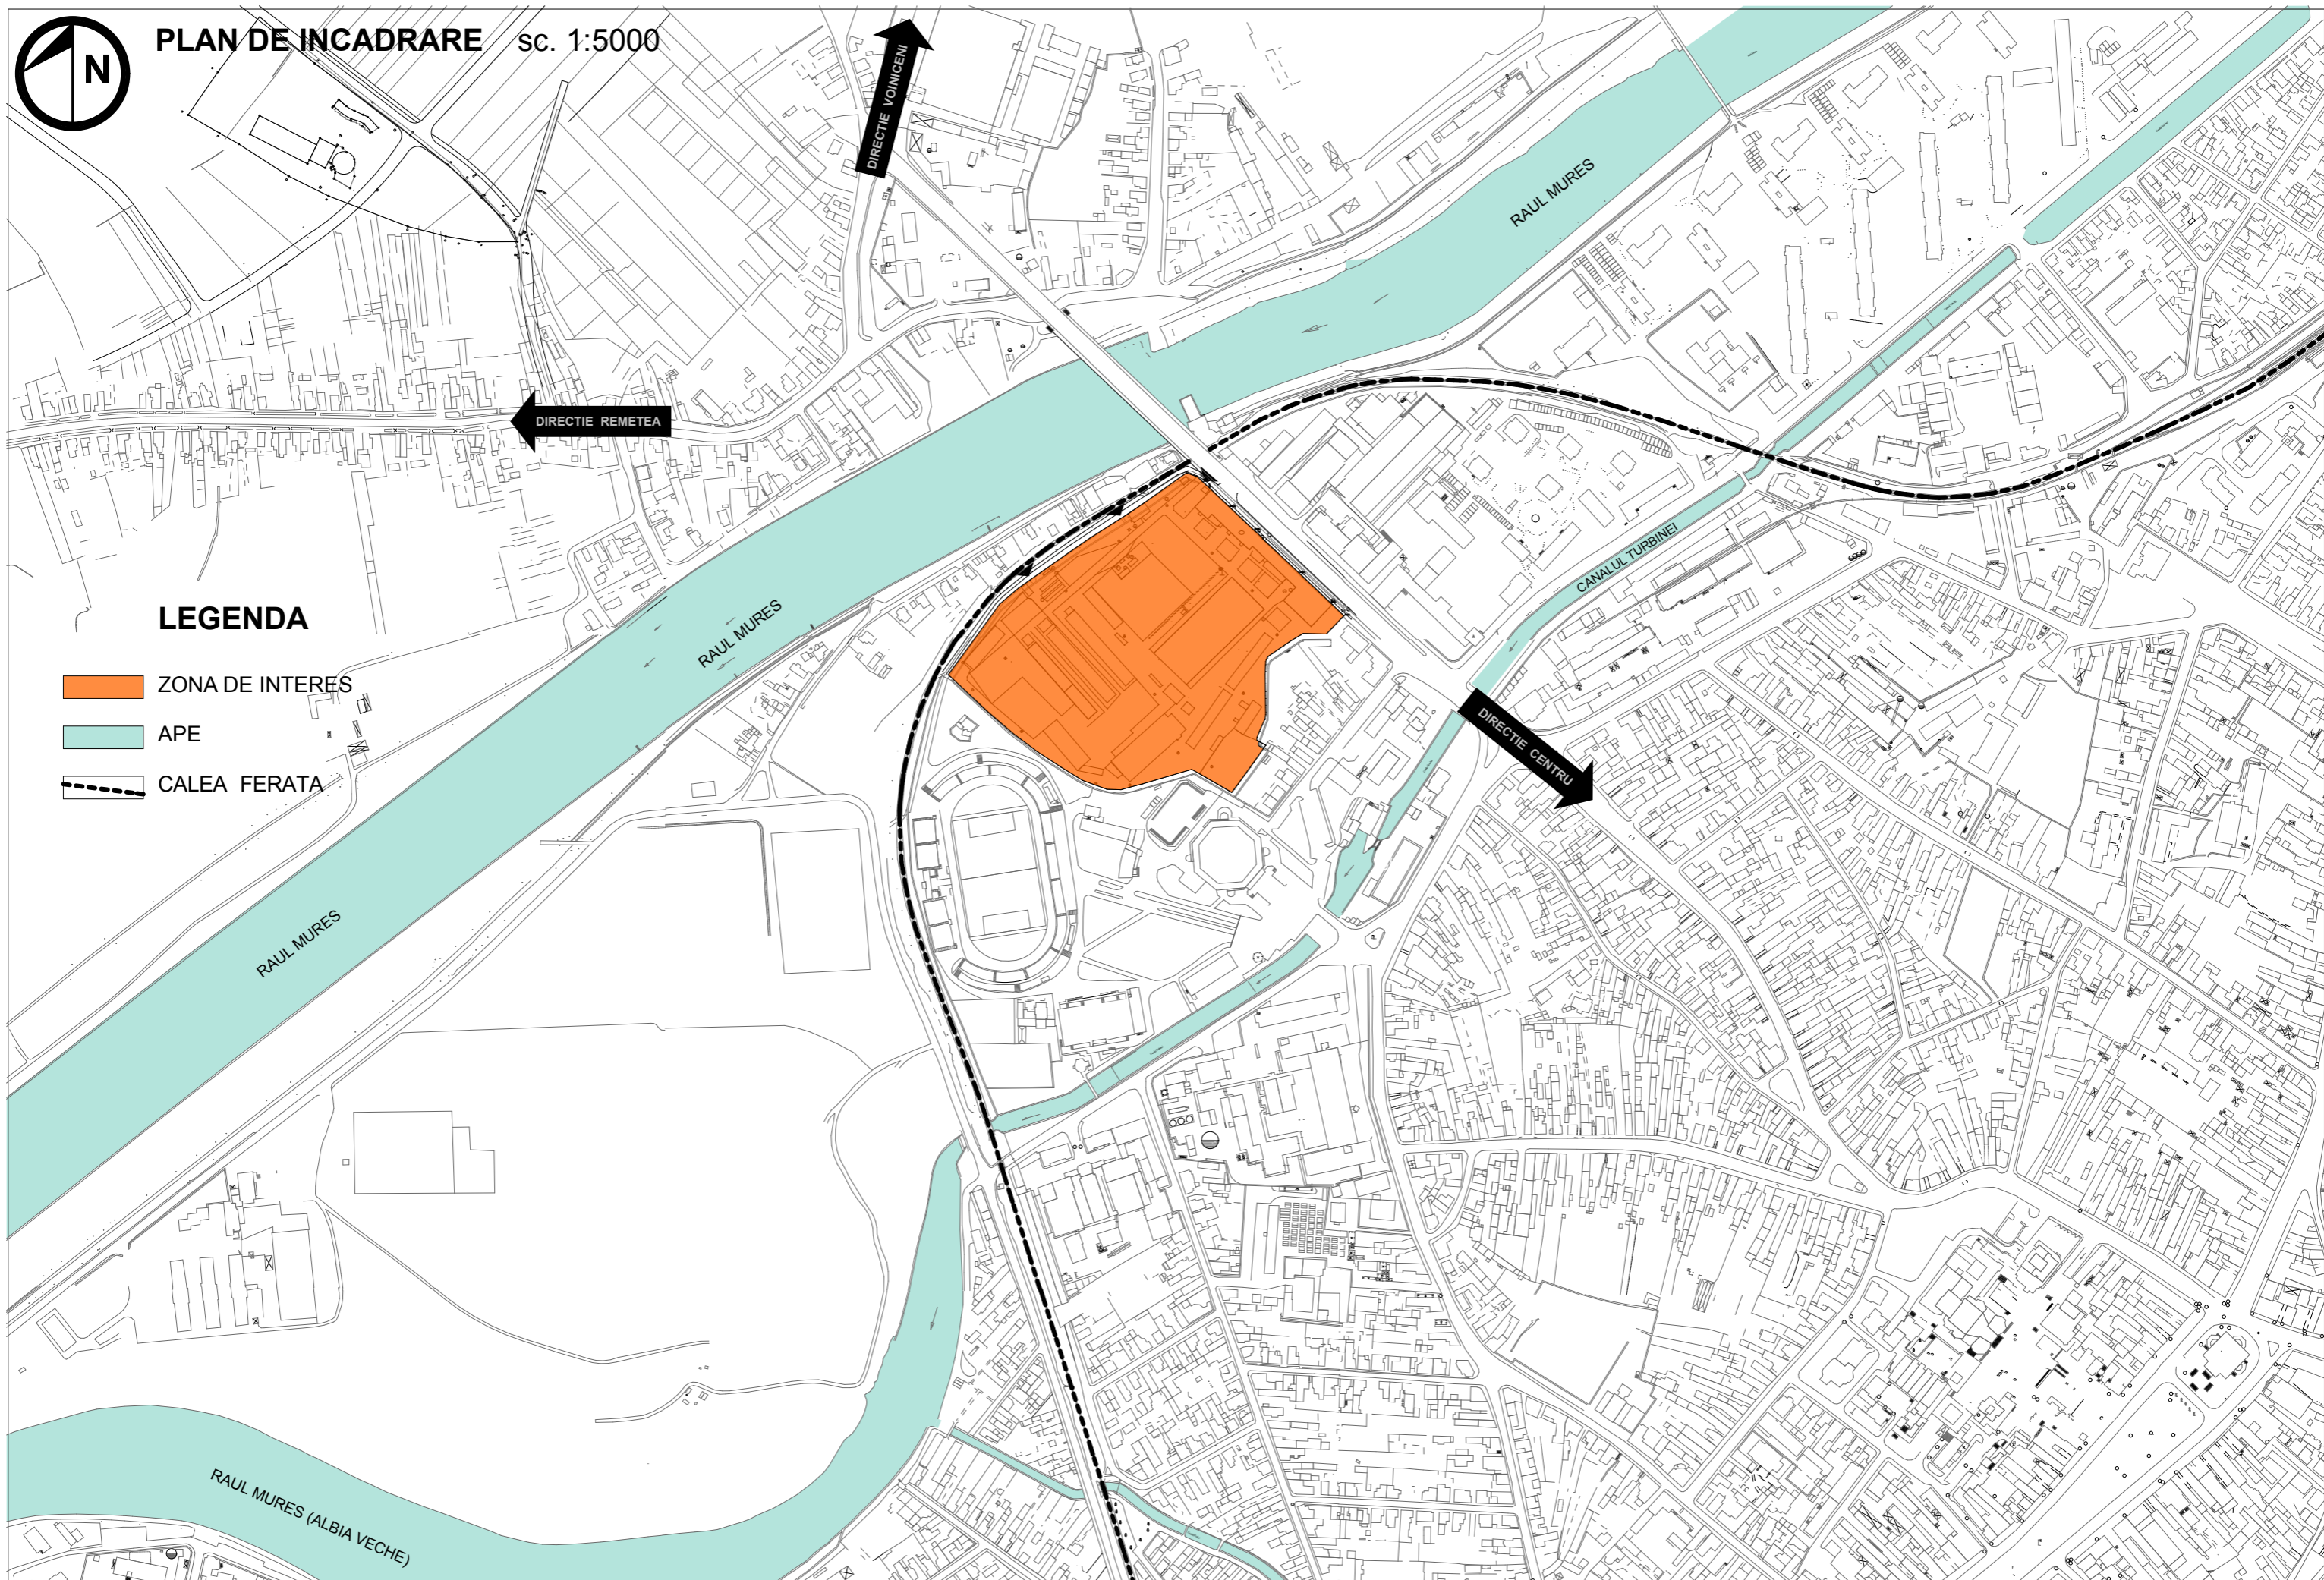 N
PLAN DE INCADRARE sc. 1:5000
DIRECTIE VOINICENI
RAUL MURES
DIRECTIE REMETEA
CANALUL TURBINEI
RAUL MURES
LEGENDA
ZONA DE INTERES
APE
CALEA FERATA
DIRECTIE CENTRU
RAUL MURES
RAUL MURES (ALBIA VECHE)